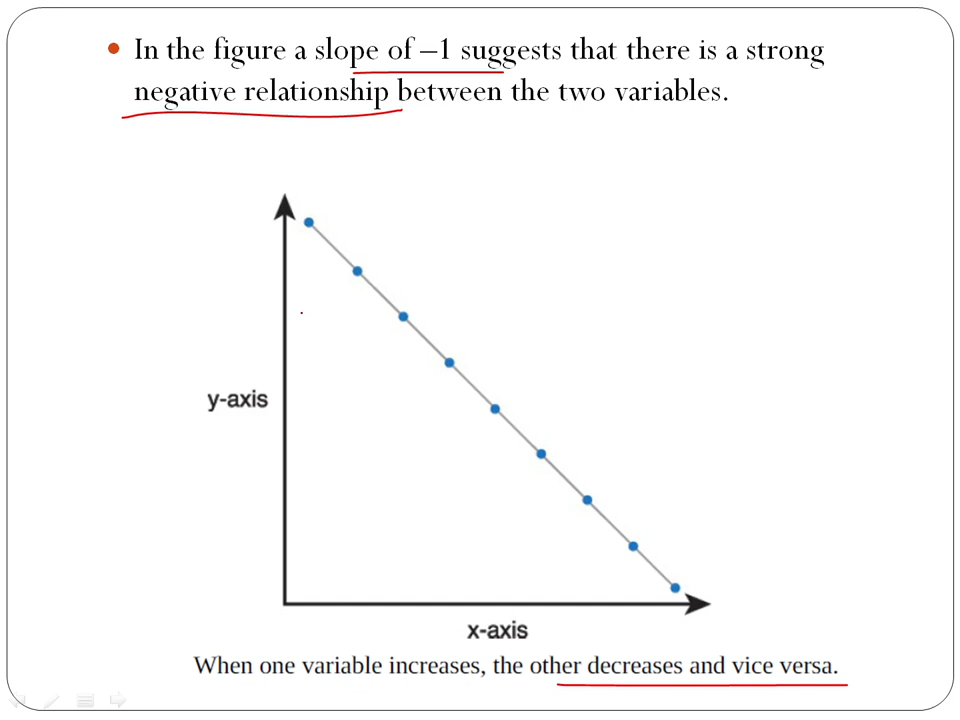 In the figure a slope of –1 suggests that there is a strong
negative relationship between the two variables.
y-axis
x-axis
When one variable increases, the other decreases and vice versa.